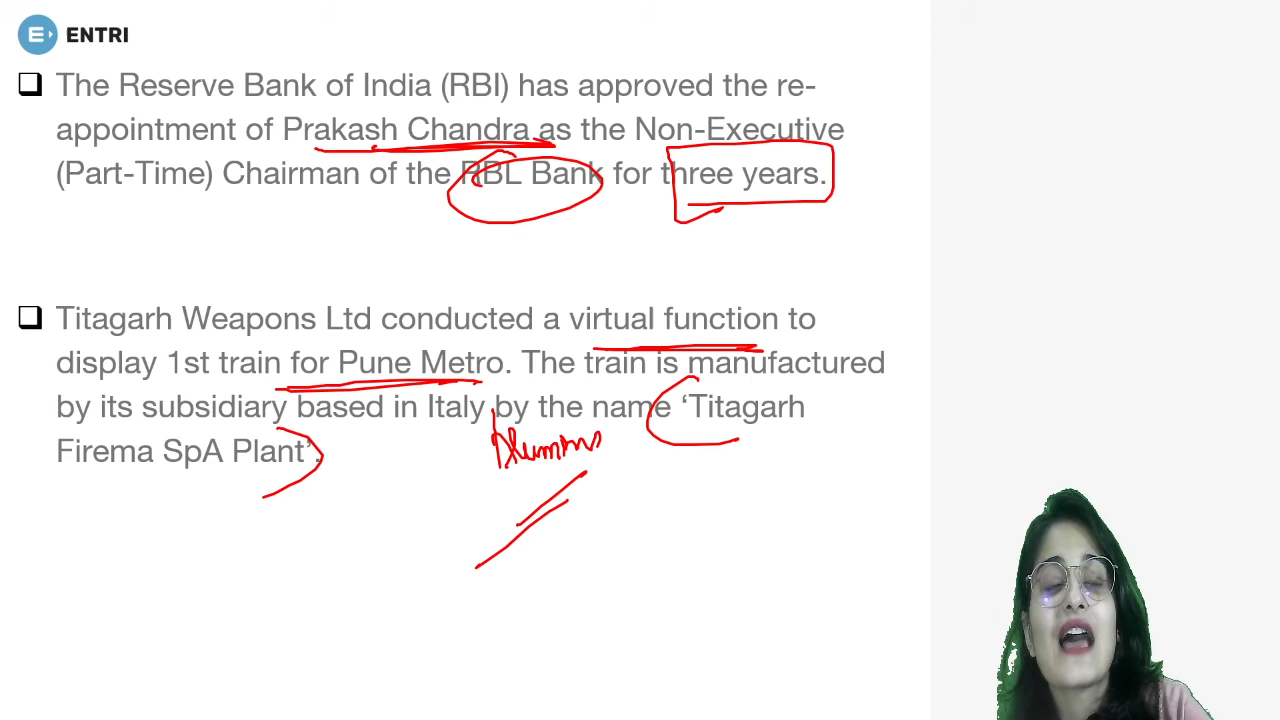 ENTRI
The Reserve Bank of India (RBI) has approved the re-
appointment of Prakash Chandra as the Non-Executive
(Part-Time) Chairman of the RBL Bank for three years.
Titagarh Weapons Ltd conducted a virtual function to
display 1st train for Pune Metro. The train is manufactured
by its subsidiary based in Italy by the name ‘Titagarh
Firema SpA Plant’.